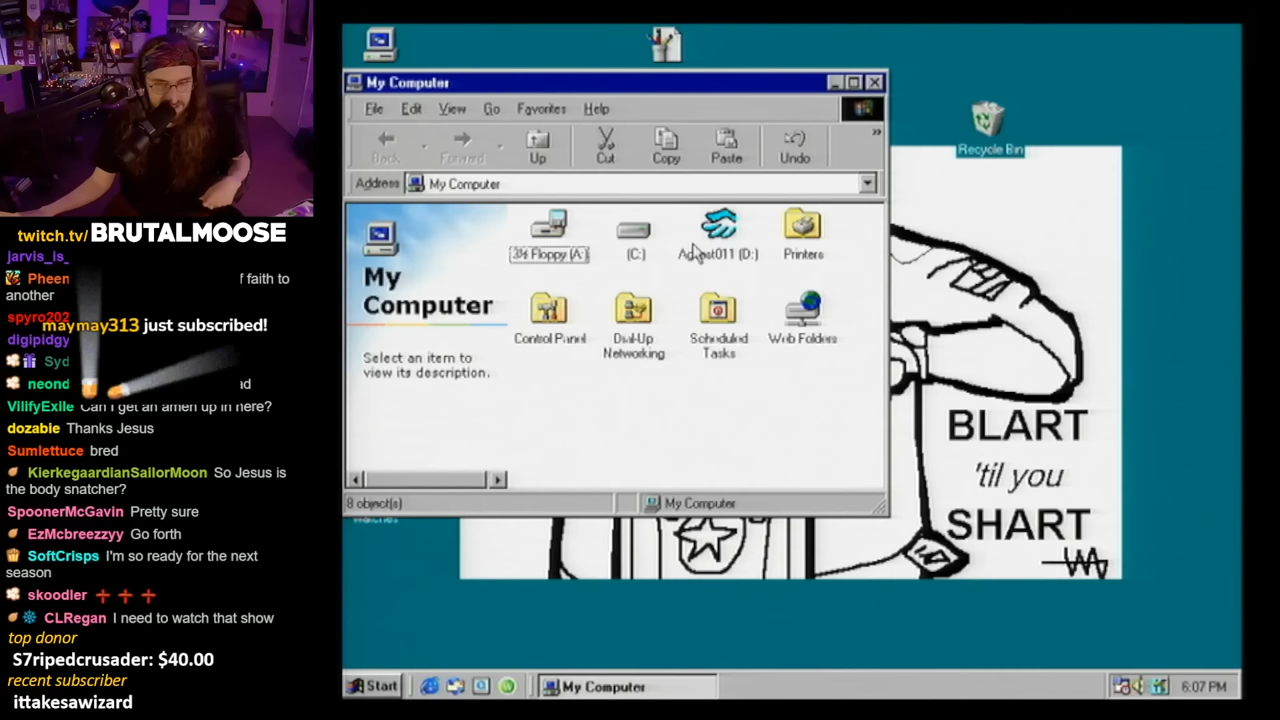 twitch.tv/BRUTALMOOSE
jarvis_is_
Pheen
f of faith to
another
spyro202
maymay313 just subscribed!
digipidgy
Syd
neond
VilifyExile Can I get an amen up in here?
dozable Thanks Jesus
Sumlettuce bred
KierkegaardianSailorMoon So Jesus is
the body snatcher?
SpoonerMcGavin Pretty sure
EzMcbreezzyy Go forth
SoftCrisps I'm so ready for the next
season
skoodler
CLRegan I need to watch that show
top donor
S7ripedcrusader: $40.00
recent subscriber
ittakesawizard
My Computer
File Edit View Go Favorites Help
Back Forward Up Cut Copy Paste Undo
Address My Computer
My
Computer
Select an item to
view its description.
3½ Floppy (A:) (C:) (D:) Printers
Control Panel Dial-Up
Networking Scheduled
Tasks Web Folders
8 object(s) My Computer
Recycle Bin
BLART
'til you
SHART
Start My Computer 6:07 PM